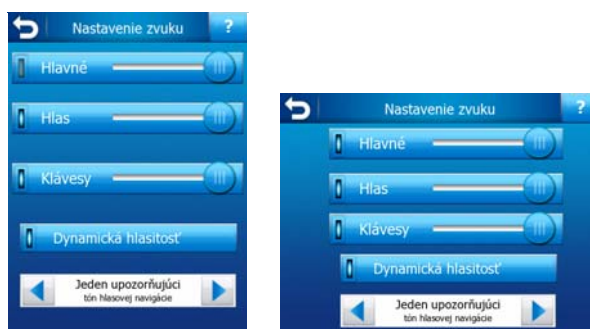 Nastavenie zvuku ?
Hlavné
Hlas
Klávesy
Dynamická hlasitosť
Jeden upozorňujúci
tón hlasovej navigácie
Nastavenie zvuku ?
Hlavné
Hlas
Klávesy
Dynamická hlasitosť
Jeden upozorňujúci
tón hlasovej navigácie